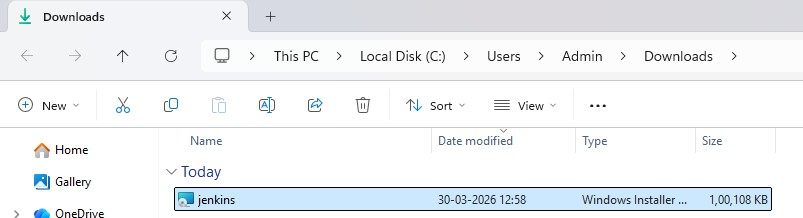 Downloads
This PC > Local Disk (C:) > Users > Admin > Downloads >
New Sort View ...
Name Date modified Type Size
Home
Gallery
OneDrive
Today
jenkins 30-03-2026 12:58 Windows Installer ... 1,00,108 KB